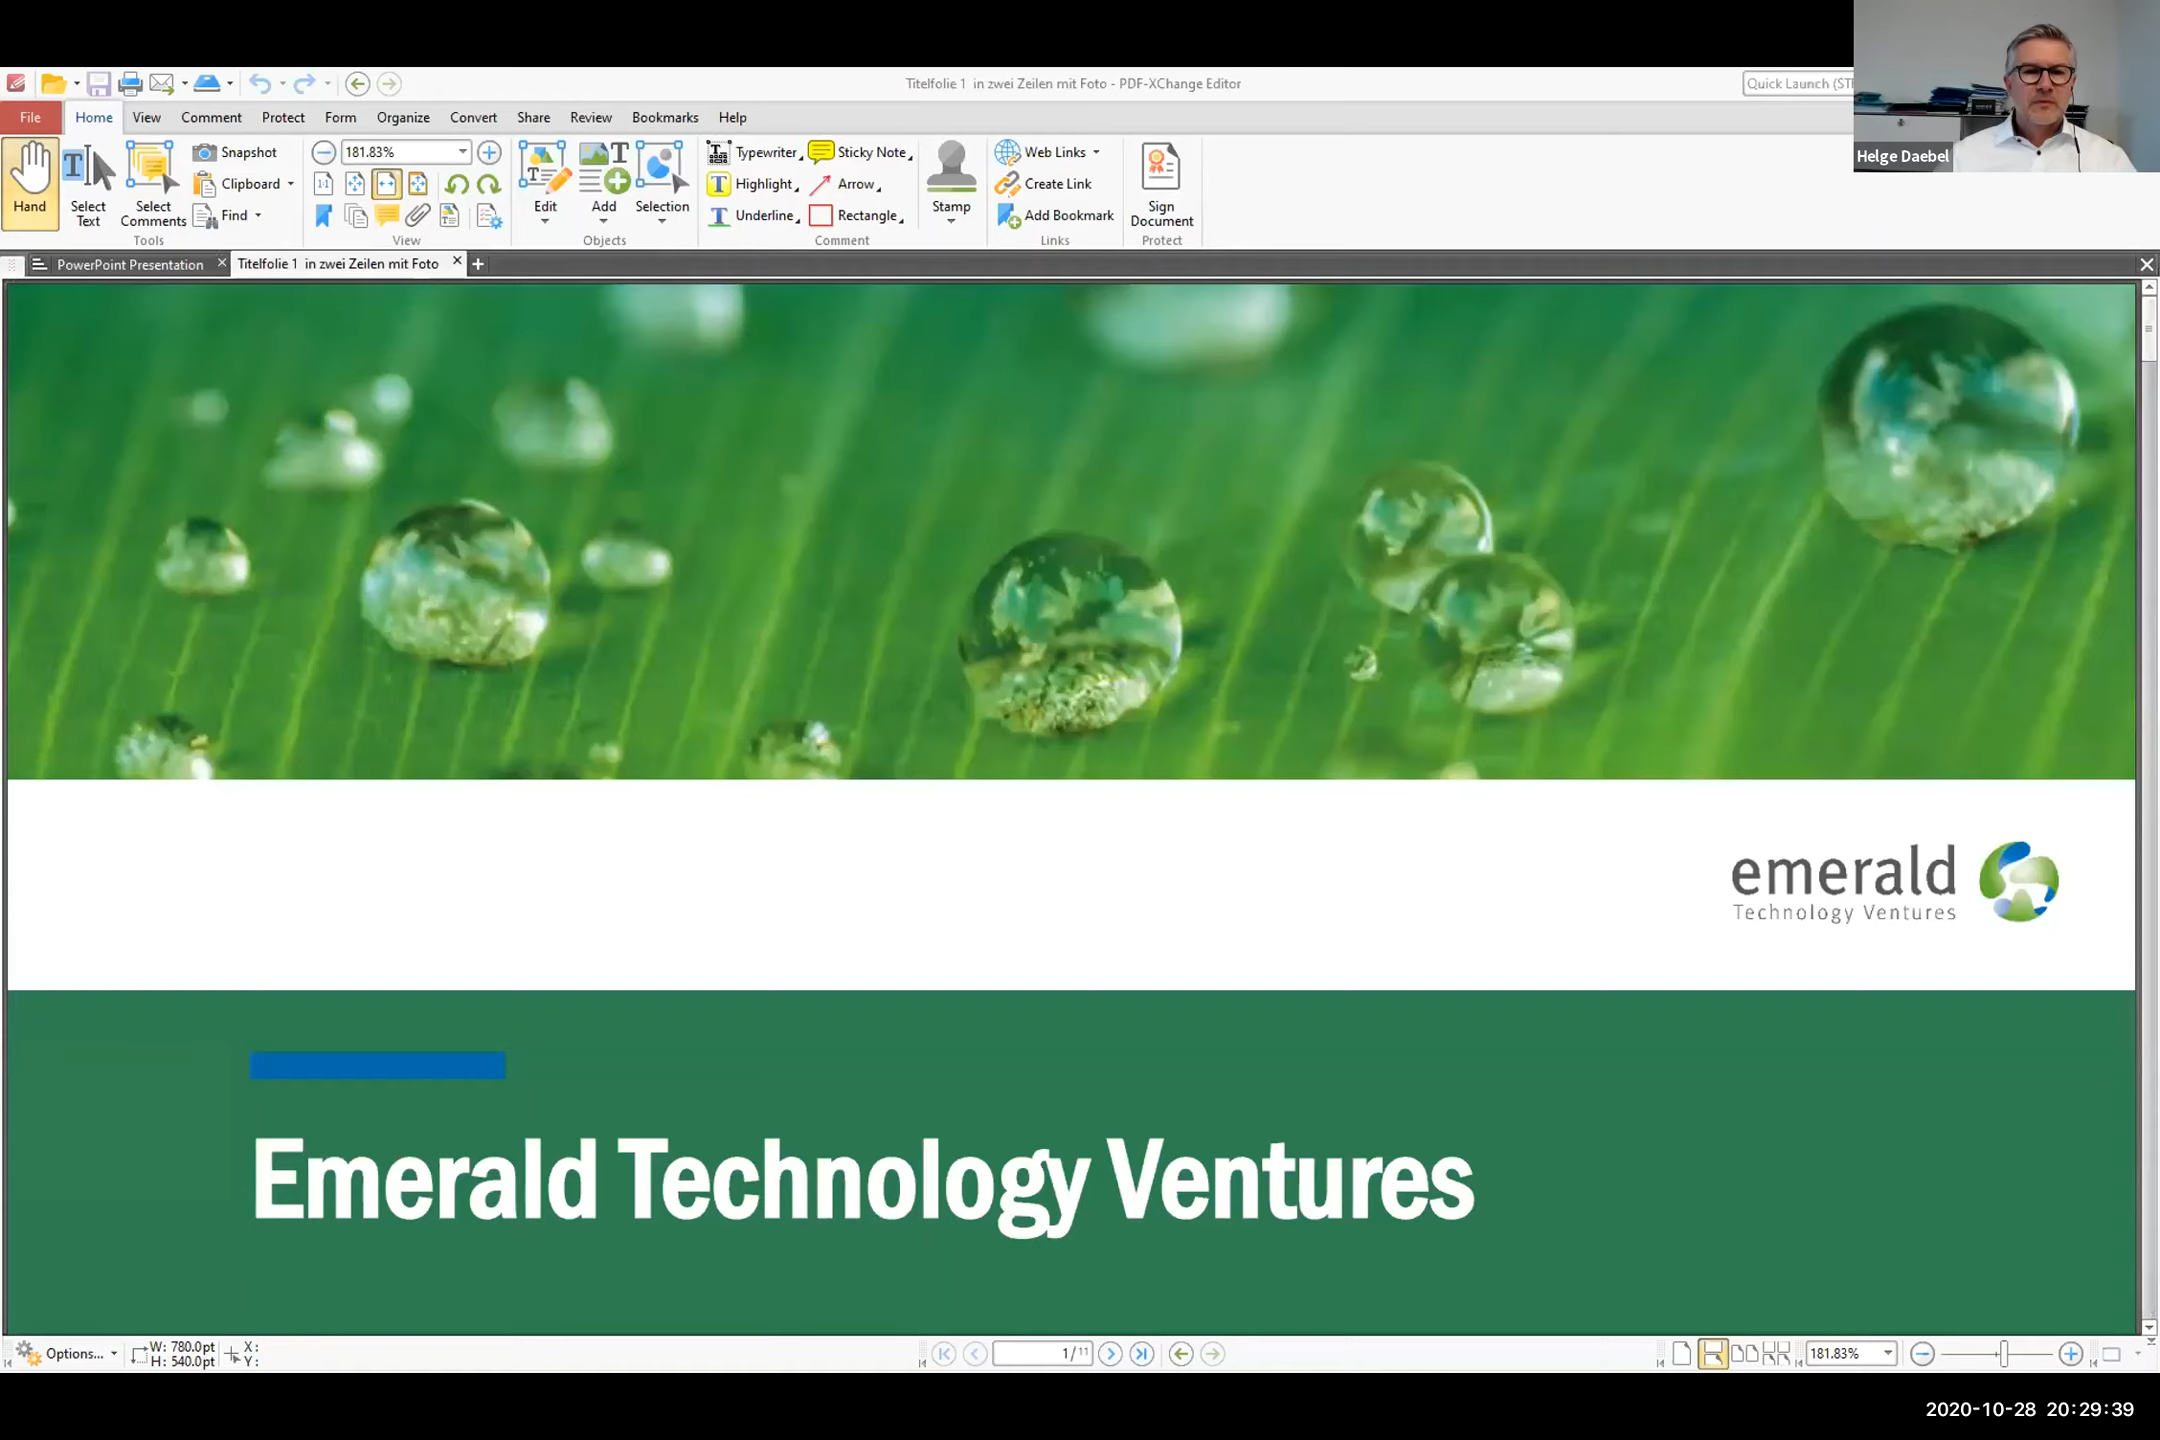 Titelfolie 1 in zwei Zeilen mit Foto - PDF-XChange Editor
Quick Launch (ST
File Home View Comment Protect Form Organize Convert Share Review Bookmarks Help
Hand
Select Text
Select Comments
Snapshot
Clipboard
Find
Tools
181.83%
View
Edit
Add
Selection
Objects
Typewriter
Sticky Note
Highlight
Arrow
Underline
Rectangle
Comment
Stamp
Web Links
Create Link
Add Bookmark
Links
Sign Document
Protect
Helge Daebel
PowerPoint Presentation
Titelfolie 1 in zwei Zeilen mit Foto
emerald
Technology Ventures
Emerald Technology Ventures
Options...
W: 780.0pt
H: 540.0pt
X:
Y:
1/11
181.83%
2020-10-28 20:29:39